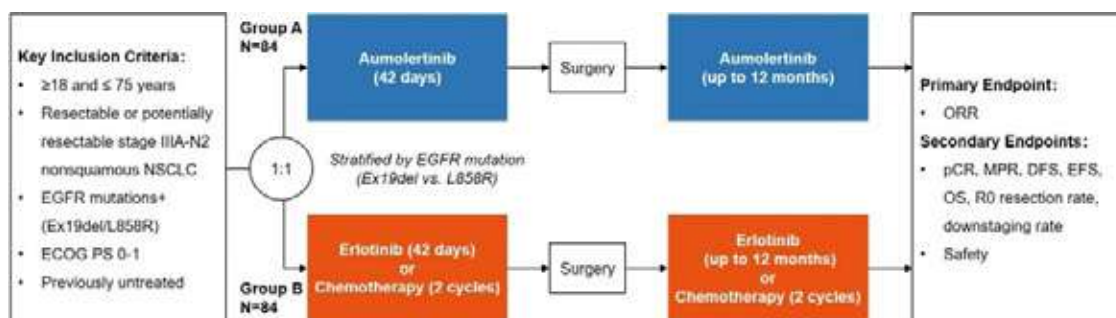 Key Inclusion Criteria:
• ≥18 and ≤ 75 years
• Resectable or potentially
resectable stage IIIA-N2
nonsquamous NSCLC
• EGFR mutations+
(Ex19del/L858R)
• ECOG PS 0-1
• Previously untreated
1:1
Group A
N=84
Aumolertinib
(42 days)
Surgery
Aumolertinib
(up to 12 months)
Stratified by EGFR mutation
(Ex19del vs. L858R)
Group B
N=84
Erlotinib (42 days)
or
Chemotherapy (2 cycles)
Surgery
Erlotinib
(up to 12 months)
or
Chemotherapy (2 cycles)
Primary Endpoint:
• ORR
Secondary Endpoints:
• pCR, MPR, DFS, EFS,
OS, R0 resection rate,
downstaging rate
• Safety